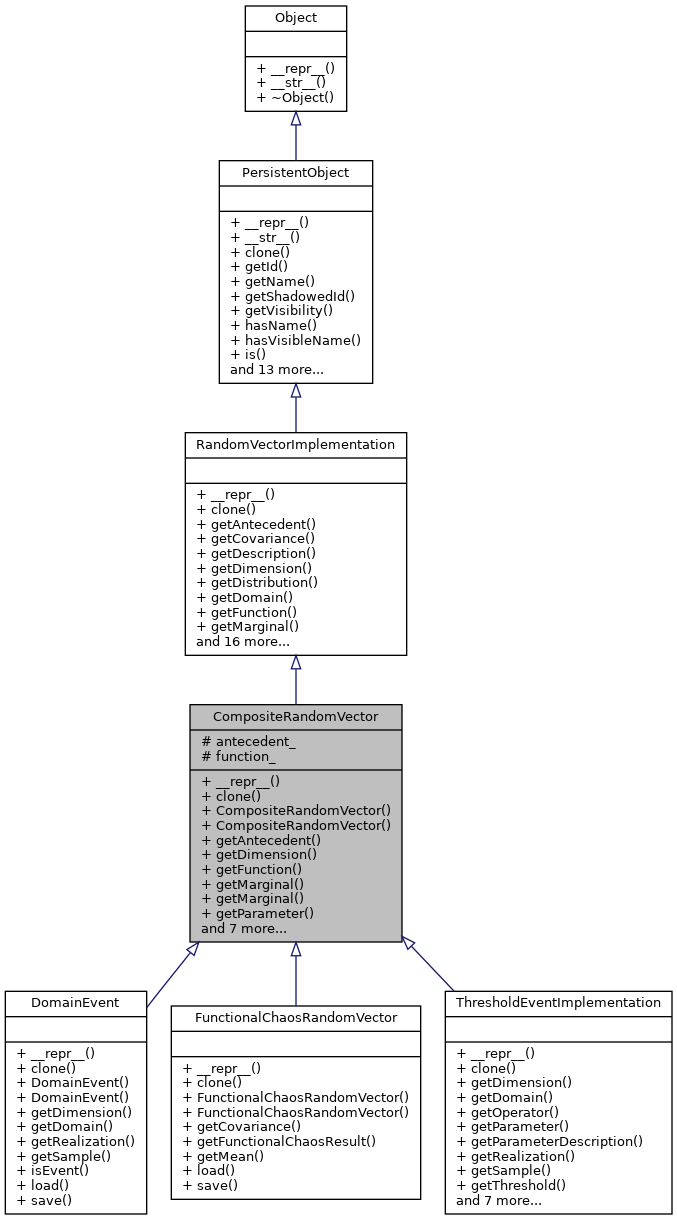 Object
+ __repr__()
+ __str__()
+ ~Object()
PersistentObject
+ __repr__()
+ __str__()
+ clone()
+ getId()
+ getName()
+ getShadowedId()
+ getVisibility()
+ hasName()
+ hasVisibleName()
+ is()
and 13 more...
RandomVectorImplementation
+ __repr__()
+ clone()
+ getAntecedent()
+ getCovariance()
+ getDescription()
+ getDimension()
+ getDistribution()
+ getDomain()
+ getFunction()
+ getMarginal()
and 16 more...
CompositeRandomVector
# antecedent_
# function_
+ __repr__()
+ clone()
+ CompositeRandomVector()
+ CompositeRandomVector()
+ getAntecedent()
+ getDimension()
+ getFunction()
+ getMarginal()
+ getMarginal()
+ getParameter()
and 7 more...
DomainEvent
+ __repr__()
+ clone()
+ DomainEvent()
+ DomainEvent()
+ getDimension()
+ getDomain()
+ getRealization()
+ getSample()
+ isEvent()
+ load()
+ save()
FunctionalChaosRandomVector
+ __repr__()
+ clone()
+ FunctionalChaosRandomVector()
+ FunctionalChaosRandomVector()
+ getCovariance()
+ getFunctionalChaosResult()
+ getMean()
+ load()
+ save()
ThresholdEventImplementation
+ __repr__()
+ clone()
+ getDimension()
+ getDomain()
+ getOperator()
+ getParameter()
+ getParameterDescription()
+ getRealization()
+ getSample()
+ getThreshold()
and 7 more...